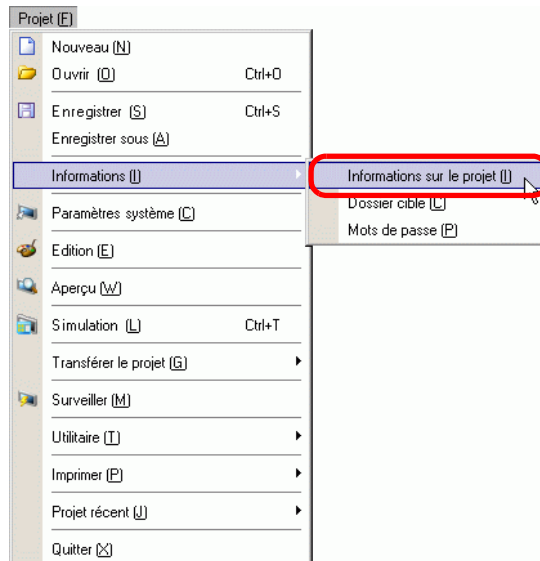 Projet (F)
Nouveau (N)
Ouvrir (O) Ctrl+O
Enregistrer (S) Ctrl+S
Enregistrer sous (A)
Informations (I)
Informations sur le projet (I)
Dossier cible (C)
Mots de passe (P)
Paramètres système (C)
Edition (E)
Aperçu (W)
Simulation (L) Ctrl+T
Transférer le projet (G)
Surveiller (M)
Utilitaire (T)
Imprimer (P)
Projet récent (J)
Quitter (X)